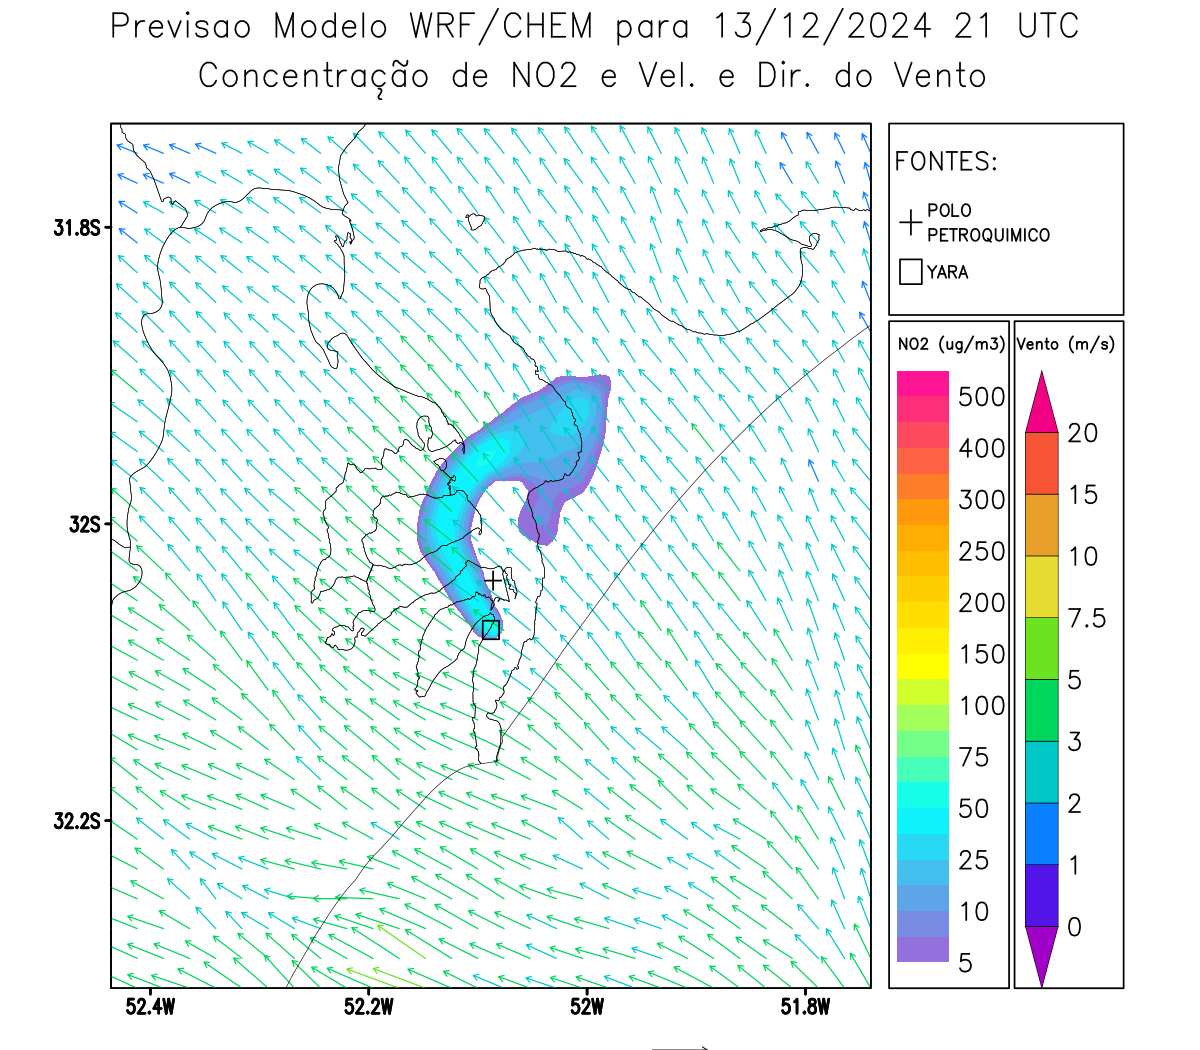 Previsao Modelo WRF/CHEM para 13/12/2024 21 UTC
Concentração de NO2 e Vel. e Dir. do Vento
FONTES:
POLO
PETROQUIMICO
YARA
NO2 (ug/m3)
500
400
300
250
200
150
100
75
50
25
10
5
Vento (m/s)
20
15
10
7.5
5
3
2
1
0
31.8S
32S
32.2S
52.4W
52.2W
52W
51.8W